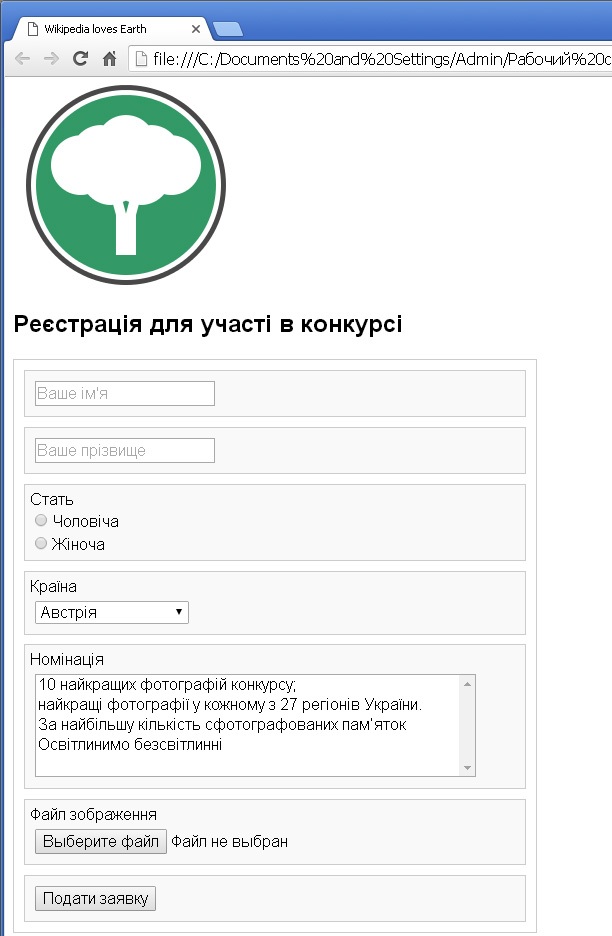 Wikipedia loves Earth
file:///C:/Documents%20and%20Settings/Admin/Рабочий%20с
Реєстрація для участі в конкурсі
Ваше ім'я
Ваше прізвище
Стать
Чоловіча
Жіноча
Країна
Австрія
Номінація
10 найкращих фотографій конкурсу;
найкращі фотографії у кожному з 27 регіонів України.
За найбільшу кількість сфотографованих пам'яток
Освітлинимо безсвітлинні
Файл зображення
Выберите файл Файл не выбран
Подати заявку